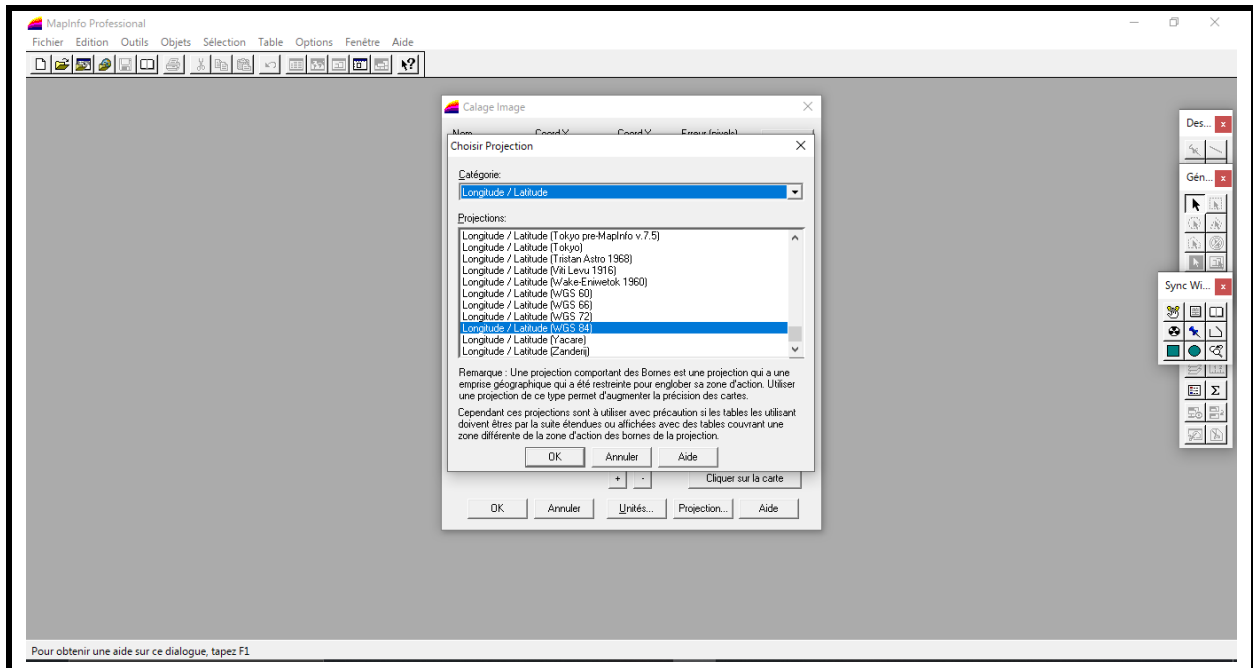 MapInfo Professional
Fichier Edition Outils Objets Sélection Table Options Fenêtre Aide
Calage Image
Nom Coord X Coord Y Erreur (pixels)
Choisir Projection
Catégorie:
Longitude / Latitude
Projections:
Longitude / Latitude (Tokyo pre-MapInfo v.7.5)
Longitude / Latitude (Tokyo)
Longitude / Latitude (Tristan Astro 1968)
Longitude / Latitude (Viti Levu 1916)
Longitude / Latitude (Wake-Eniwetok 1960)
Longitude / Latitude (WGS 60)
Longitude / Latitude (WGS 66)
Longitude / Latitude (WGS 72)
Longitude / Latitude (WGS 84)
Longitude / Latitude (Yacare)
Longitude / Latitude (Zanderij)
Remarque : Une projection comportant des Bornes est une projection qui a une
emprise géographique qui a été restreinte pour englober sa zone d'action. Utiliser
une projection de ce type permet d'augmenter la précision des cartes.
Cependant ces projections sont à utiliser avec précaution si les tables les utilisant
doivent êtres par la suite étendues ou affichées avec des tables couvrant une
zone différente de la zone d'action des bornes de la projection.
OK Annuler Aide
+ - Cliquer sur la carte
OK Annuler Unités... Projection... Aide
Des...
Gén...
Sync Wi...
Σ
Pour obtenir une aide sur ce dialogue, tapez F1